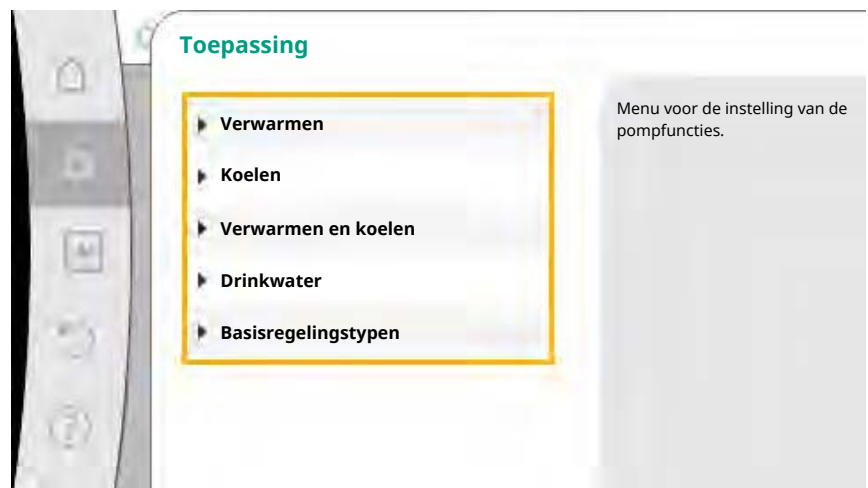 Toepassing
Verwarmen
Koelen
Verwarmen en koelen
Drinkwater
Basisregelingstypen
Menu voor de instelling van de
pompfuncties.